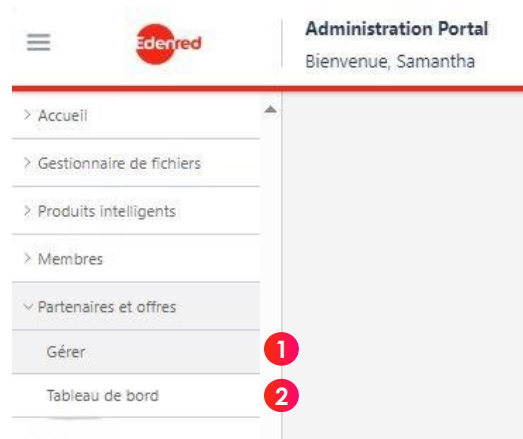 Edenred
Administration Portal
Bienvenue, Samantha
Accueil
Gestionnaire de fichiers
Produits intelligents
Membres
Partenaires et offres
Gérer
1
Tableau de bord
2